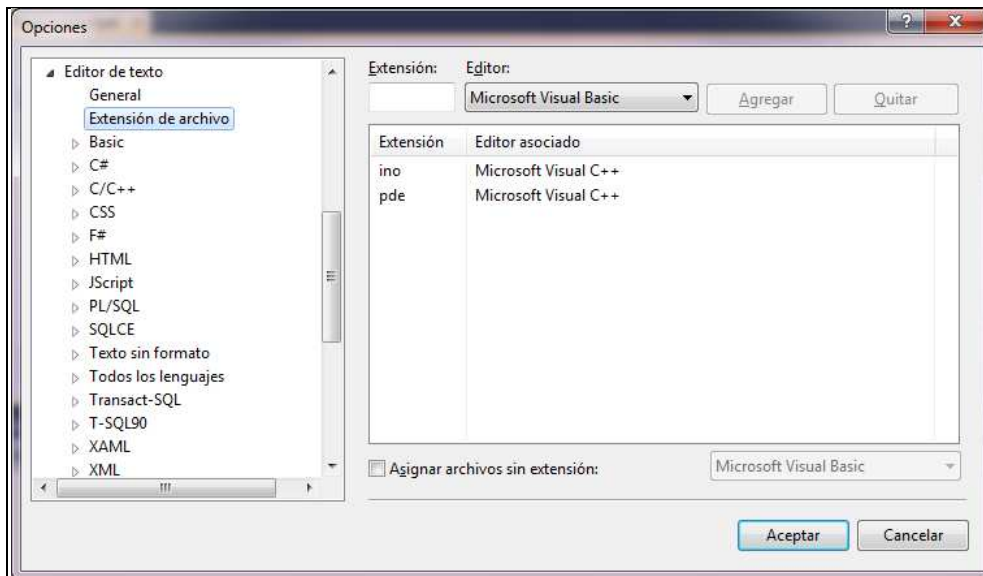 Opciones
Editor de texto
General
Extensión de archivo
Basic
C#
C/C++
CSS
F#
HTML
JScript
PL/SQL
SQLCE
Texto sin formato
Todos los lenguajes
Transact-SQL
T-SQL90
XAML
XML
Extensión: Editor:
Microsoft Visual Basic Agregar Quitar
Extensión Editor asociado
ino Microsoft Visual C++
pde Microsoft Visual C++
Asignar archivos sin extensión: Microsoft Visual Basic
Aceptar Cancelar